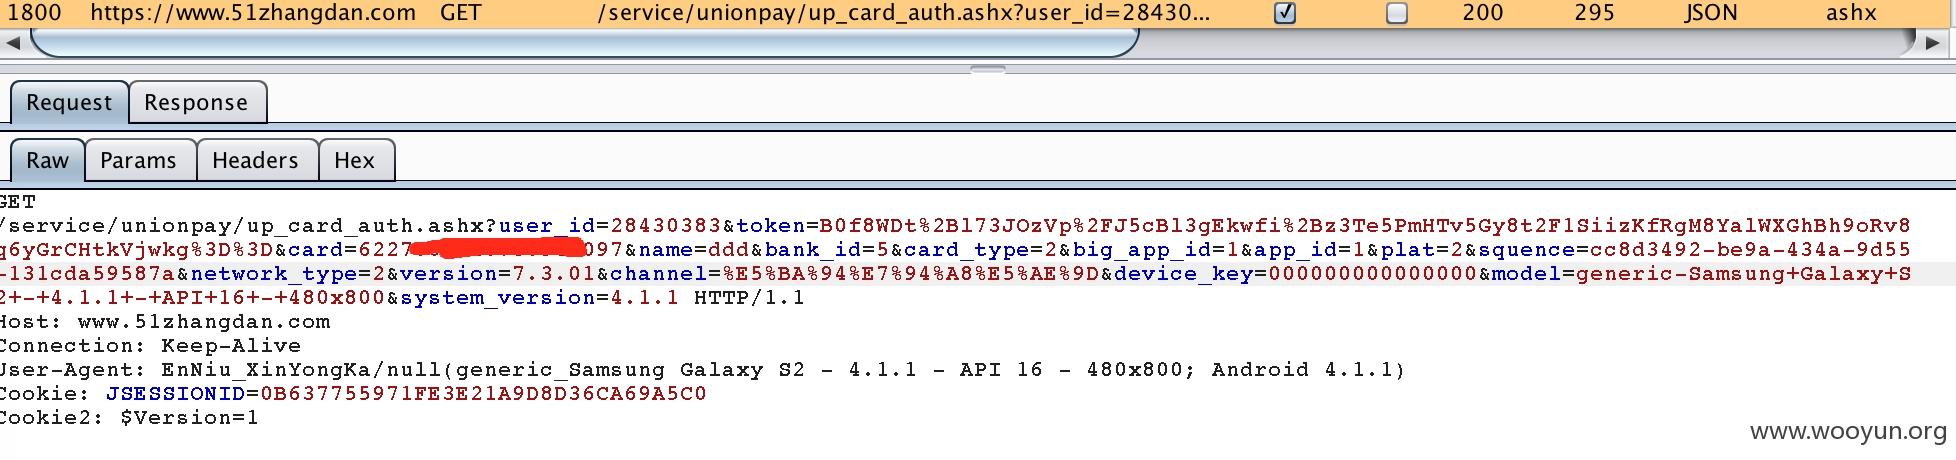 1800 https://www.51zhangdan.com GET /service/unionpay/up_card_auth.ashx?user_id=28430... 200 295 JSON ashx
Request Response
Raw Params Headers Hex
GET
/service/unionpay/up_card_auth.ashx?user_id=28430383&token=B0f8WDt%2Bl73JOzVp%2FJ5cBl3gEkwfi%2Bz3Te5PmHTv5Gy8t2F1SiizKfRgM8YalWXGhBh9oRv8
g6yGrCHtkVjwkg%3D%3D&card=6227 097&name=ddd&bank_id=5&card_type=2&big_app_id=1&app_id=1&plat=2&squence=cc8d3492-be9a-434a-9d55
-131cda59587a&network_type=2&version=7.3.01&channel=%E5%BA%94%E7%94%A8%E5%AE%9D&device_key=000000000000000&model=generic-Samsung+Galaxy+S
2+-+4.1.1+-+API+16+-+480x800&system_version=4.1.1 HTTP/1.1
Host: www.51zhangdan.com
Connection: Keep-Alive
User-Agent: EnNiu_XinYongKa/null(generic_Samsung Galaxy S2 - 4.1.1 - API 16 - 480x800; Android 4.1.1)
Cookie: JSESSIONID=0B637755971FE3E21A9D8D36CA69A5C0
Cookie2: $Version=1
www.wooyun.org